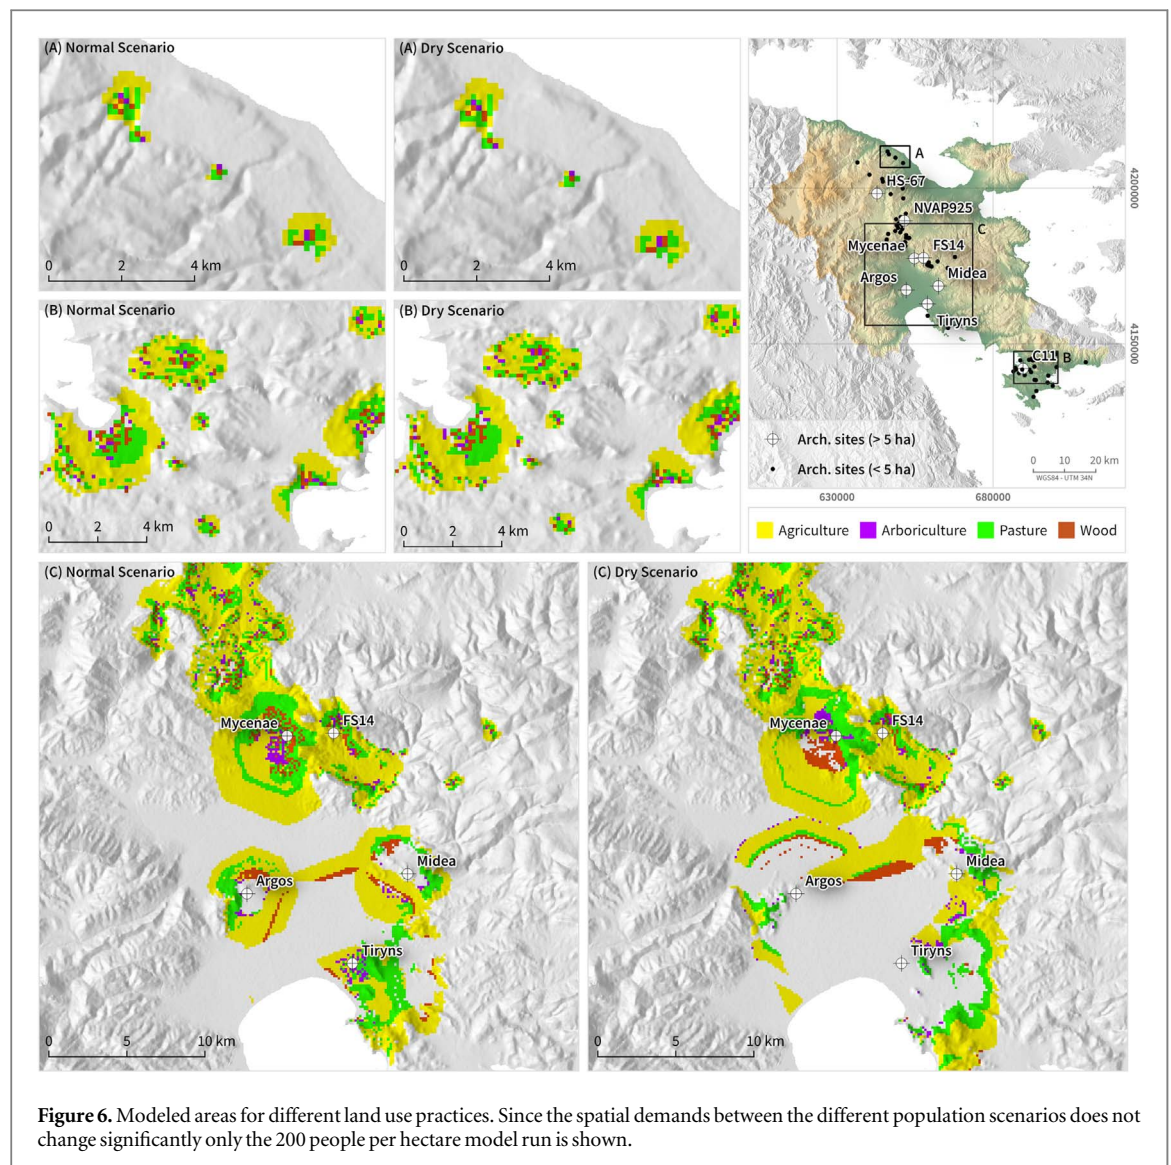 (A) Normal Scenario
0 2 4 km
(A) Dry Scenario
0 2 4 km
(B) Normal Scenario
0 2 4 km
(B) Dry Scenario
0 2 4 km
A
HS-67
NVAP925
C
Mycenae FS14
Argos Midea
Tiryns
C11 B
4200000
4150000
Arch. sites (> 5 ha)
Arch. sites (< 5 ha)
0 10 20 km
WGS84 - UTM 34N
630000 680000
Agriculture Arboriculture Pasture Wood
(C) Normal Scenario
Mycenae FS14
Midea
Argos
Tiryns
0 5 10 km
(C) Dry Scenario
Mycenae FS14
Midea
Argos
Tiryns
0 5 10 km
Figure 6. Modeled areas for different land use practices. Since the spatial demands between the different population scenarios does not
change significantly only the 200 people per hectare model run is shown.